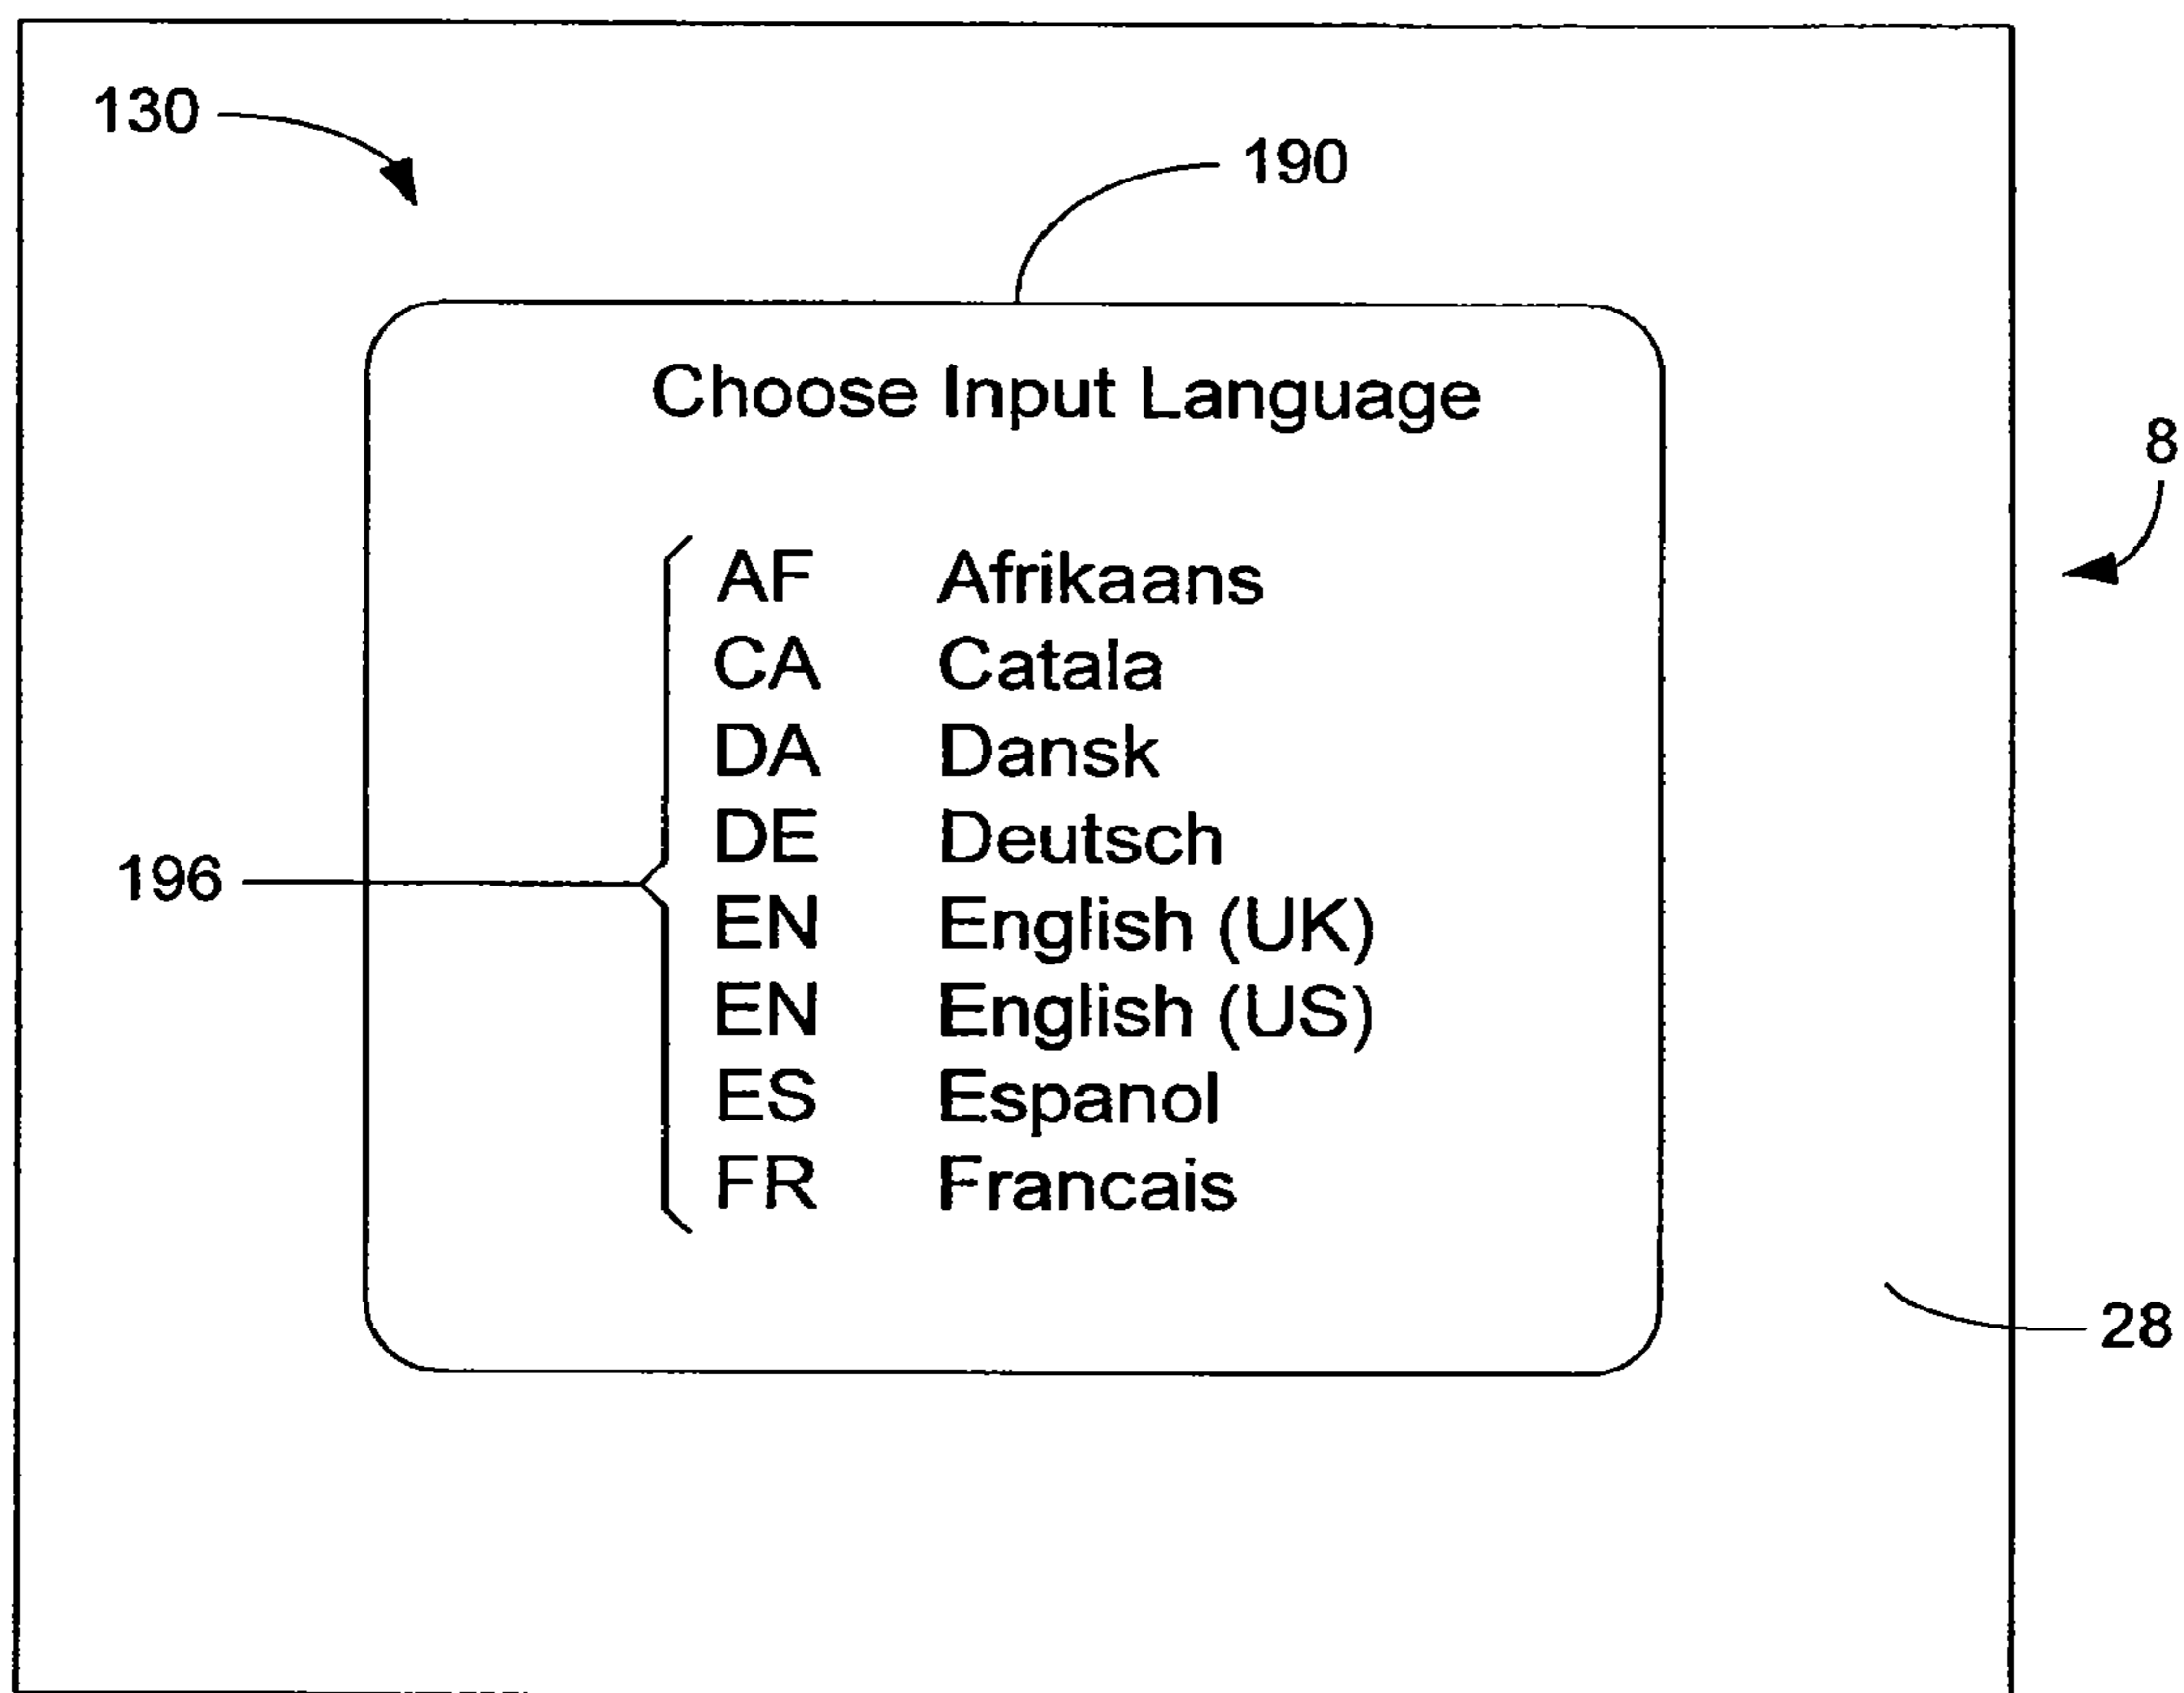 130
190
Choose Input Language
8
AF Afrikaans
CA Catala
DA Dansk
DE Deutsch
196
EN English (UK)
EN English (US)
ES Espanol
FR Francais
28